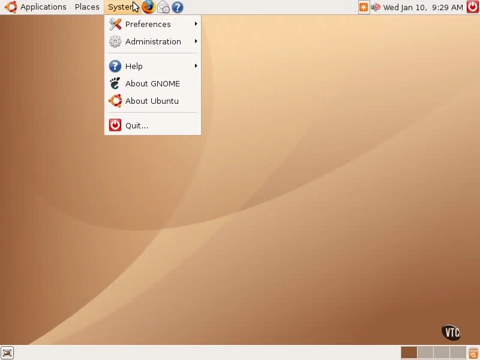 Applications Places System Wed Jan 10, 9:29 AM
Preferences
Administration
Help
About GNOME
About Ubuntu
Quit...
VTC